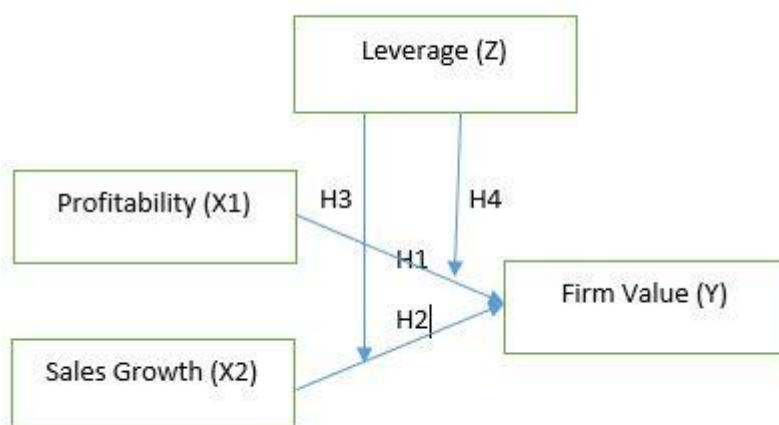 Leverage (Z)
Profitability (X1)
H3
H4
H1
Firm Value (Y)
H2
Sales Growth (X2)